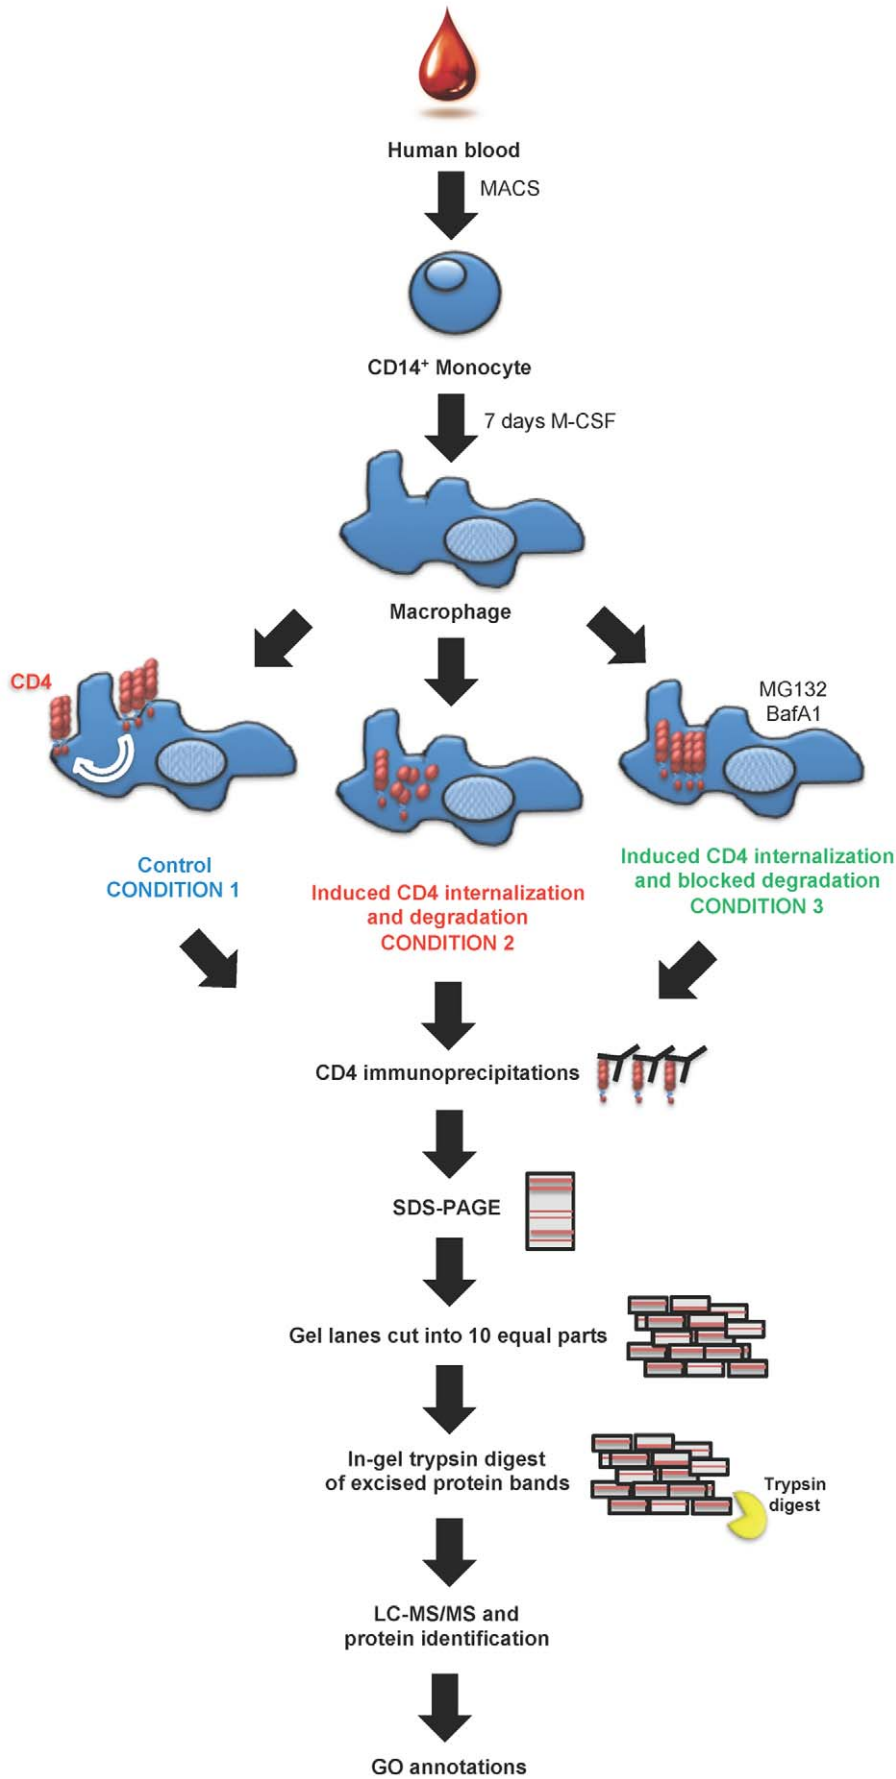 Human blood
MACS
CD14⁺ Monocyte
7 days M-CSF
Macrophage
CD4
MG132
BafA1
Control
CONDITION 1
Induced CD4 internalization
and degradation
CONDITION 2
Induced CD4 internalization
and blocked degradation
CONDITION 3
CD4 immunoprecipitations
SDS-PAGE
Gel lanes cut into 10 equal parts
In-gel trypsin digest
of excised protein bands
Trypsin
digest
LC-MS/MS and
protein identification
GO annotations